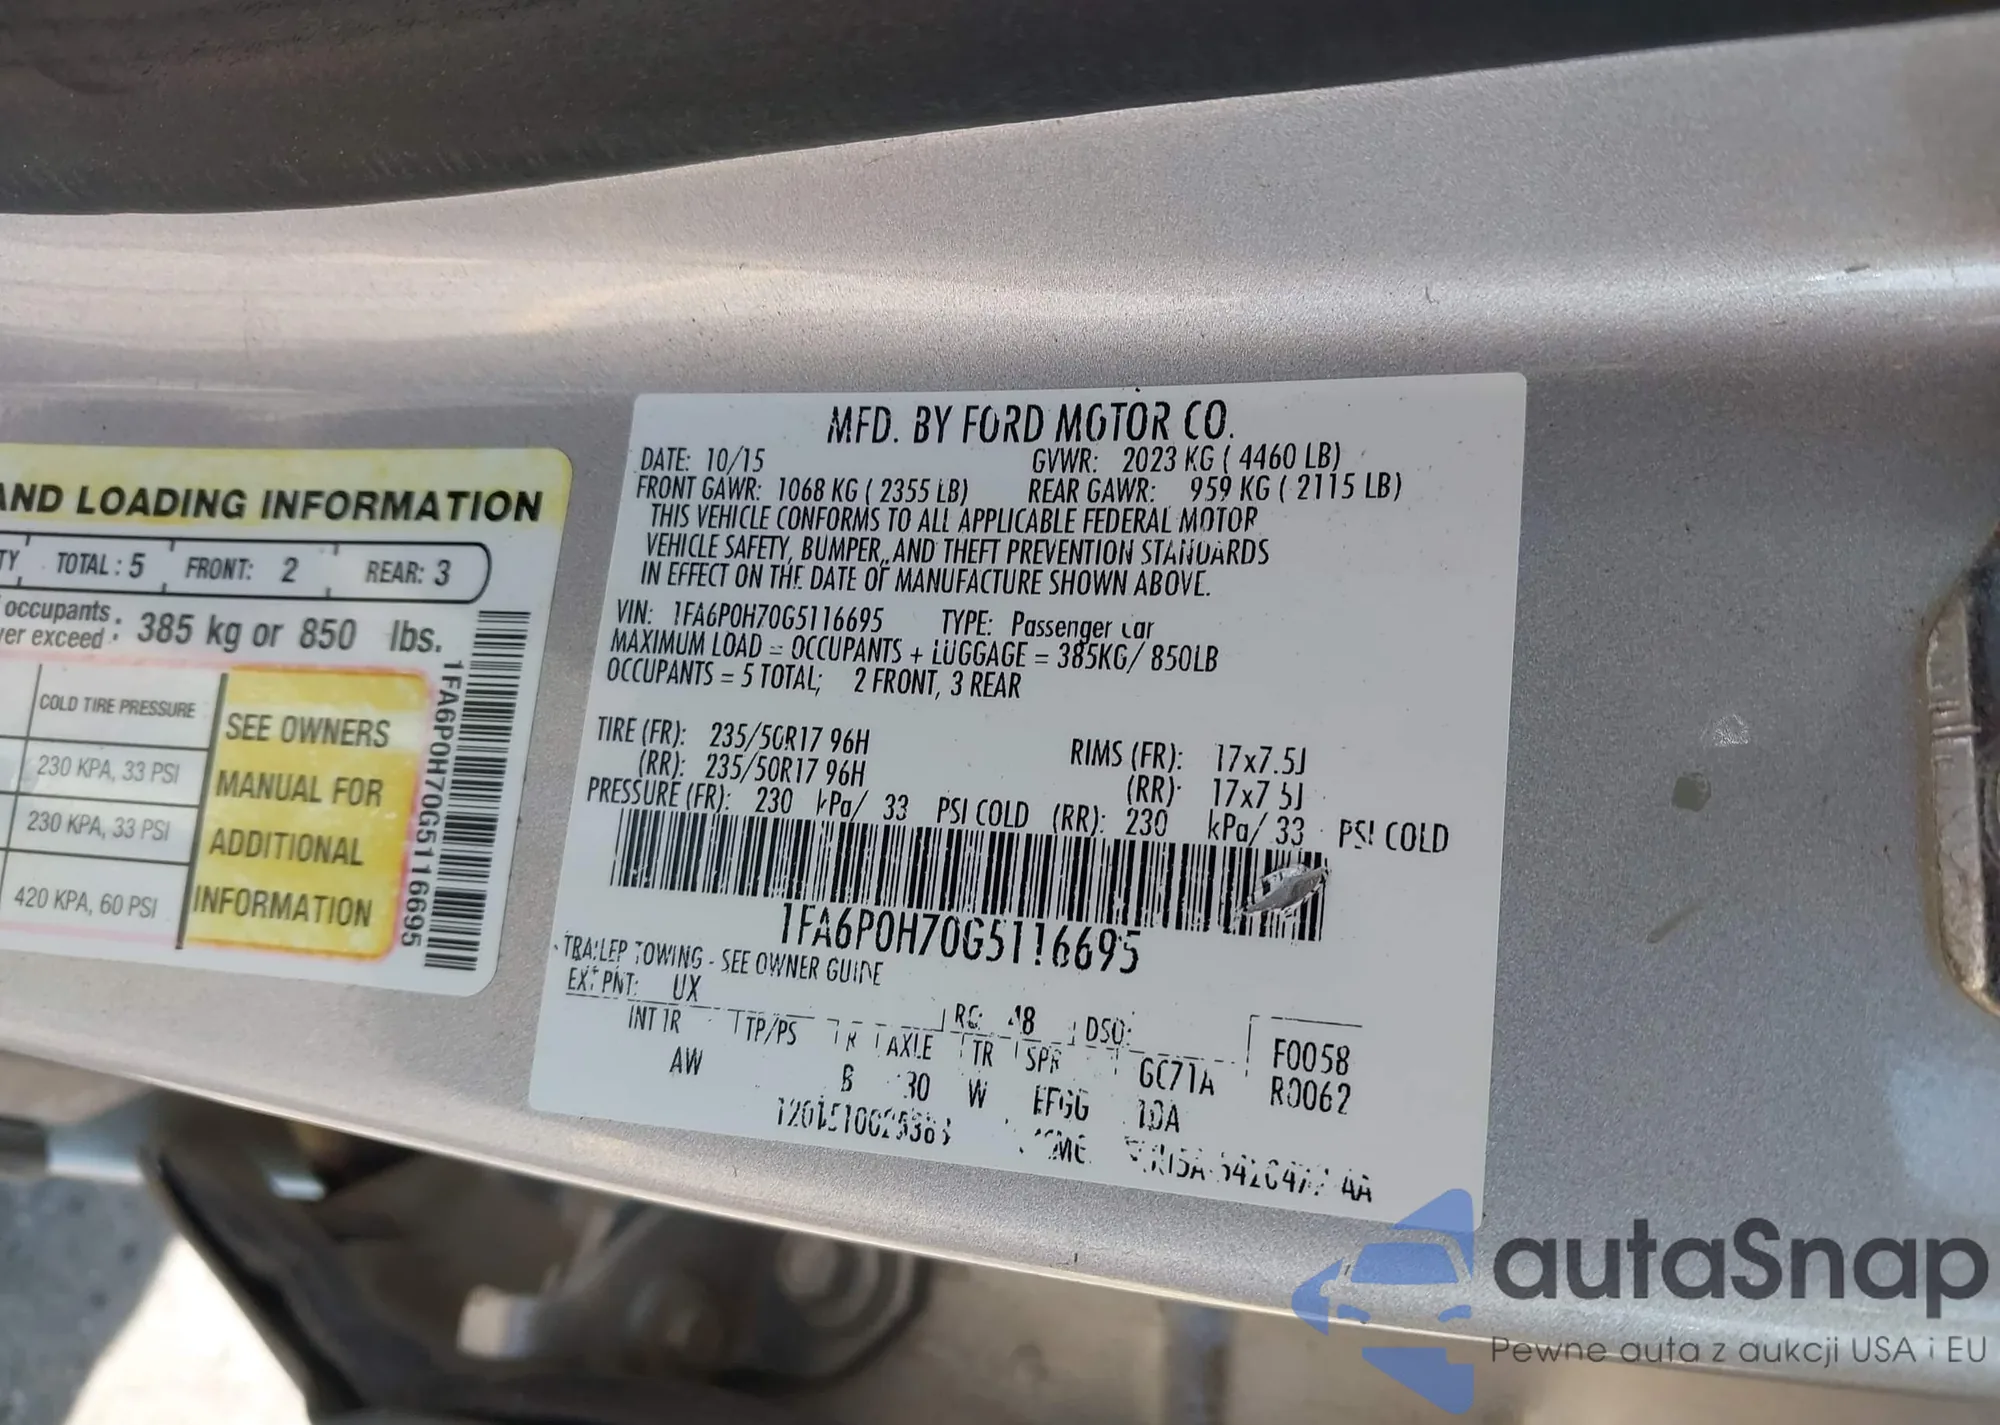 AND LOADING INFORMATION
TOTAL : 5 FRONT: 2 REAR: 3
occupants.
385 kg or 850 lbs.
COLD TIRE PRESSURE
230 KPA, 33 PSI
230 KPA, 33 PSI
420 KPA, 60 PSI
SEE OWNERS
MANUAL FOR
ADDITIONAL
INFORMATION
1FA6P0H70G5116695
MFD. BY FORD MOTOR CO.
DATE: 10/15 GVWR: 2023 KG ( 4460 LB)
FRONT GAWR: 1068 KG ( 2355 LB) REAR GAWR: 959 KG ( 2115 LB)
THIS VEHICLE CONFORMS TO ALL APPLICABLE FEDERAL MOTOR
VEHICLE SAFETY, BUMPER, AND THEFT PREVENTION STANDARDS
IN EFFECT ON THE DATE OF MANUFACTURE SHOWN ABOVE.
VIN: 1FA6P0H70G5116695 TYPE: Passenger Car
MAXIMUM LOAD = OCCUPANTS + LUGGAGE = 385KG/ 850LB
OCCUPANTS = 5 TOTAL; 2 FRONT, 3 REAR
TIRE (FR): 235/50R17 96H RIMS (FR): 17x7.5J
(RR): 235/50R17 96H (RR): 17x7.5J
PRESSURE (FR): 230 kPa/ 33 PSI COLD (RR): 230 kPa/ 33 PSI COLD
1FA6P0H70G5116695
TRAILER TOWING - SEE OWNER GUIDE
EXT PNT: UX RC: 48 DSO: F0058
INT TR TP/PS R AXLE TR SPR GC71A R0062
AW B W EFGG 10A
autaSnap
Pewne auta z aukcji USA i EU